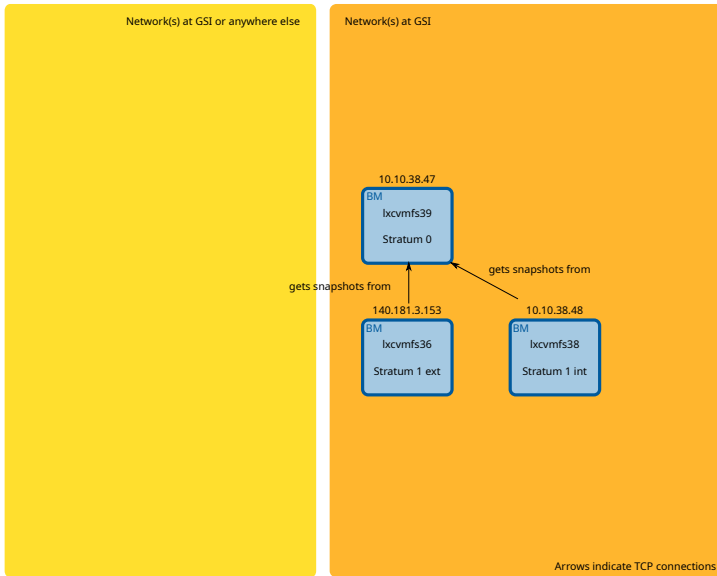 Network(s) at GSI or anywhere else
Network(s) at GSI
10.10.38.47
BM
lxcvmfs39
Stratum 0
gets snapshots from
gets snapshots from
140.181.3.153
BM
lxcvmfs36
Stratum 1 ext
10.10.38.48
BM
lxcvmfs38
Stratum 1 int
Arrows indicate TCP connections